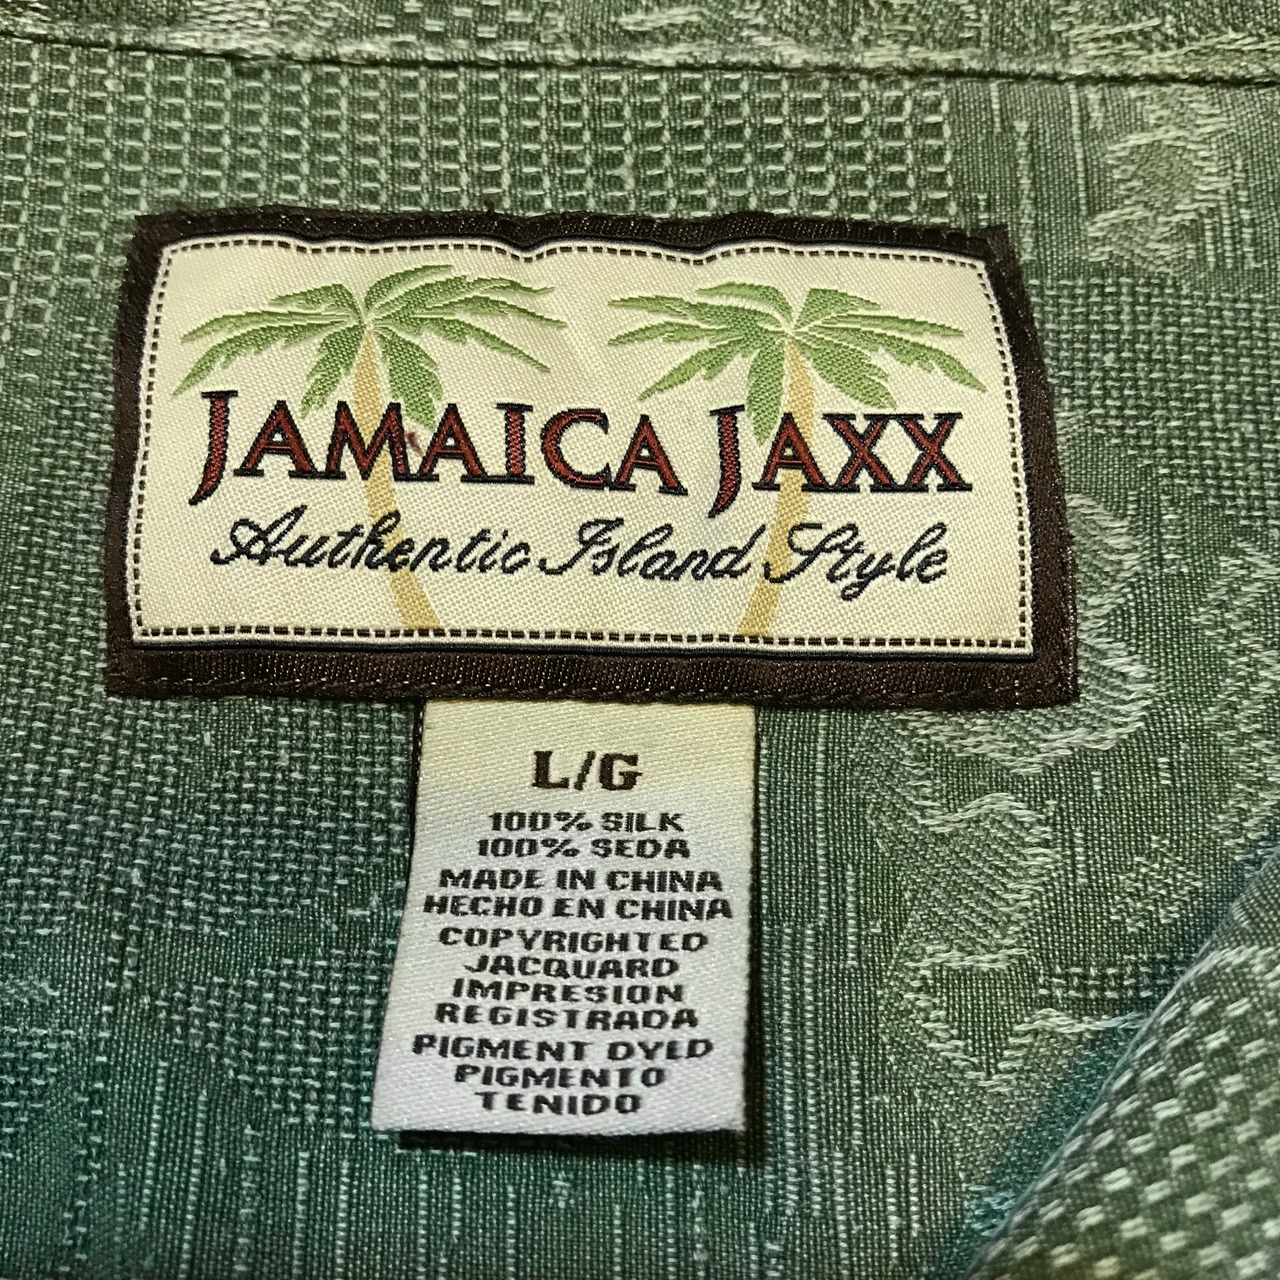 JAMAICA JAXX
Authentic Island Style
L/G
100% SILK
100% SEDA
MADE IN CHINA
HECHO EN CHINA
COPYRIGHTED
JACQUARD
IMPRESION
REGISTRADA
PIGMENT DYED
PIGMENTO
TENIDO